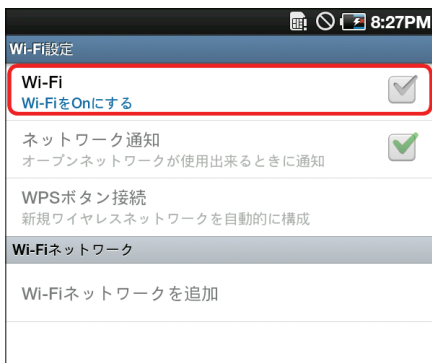 8:27PM
Wi-Fi設定
Wi-Fi
Wi-FiをOnにする
ネットワーク通知
オープンネットワークが使用出来るときに通知
WPSボタン接続
新規ワイヤレスネットワークを自動的に構成
Wi-Fiネットワーク
Wi-Fiネットワークを追加